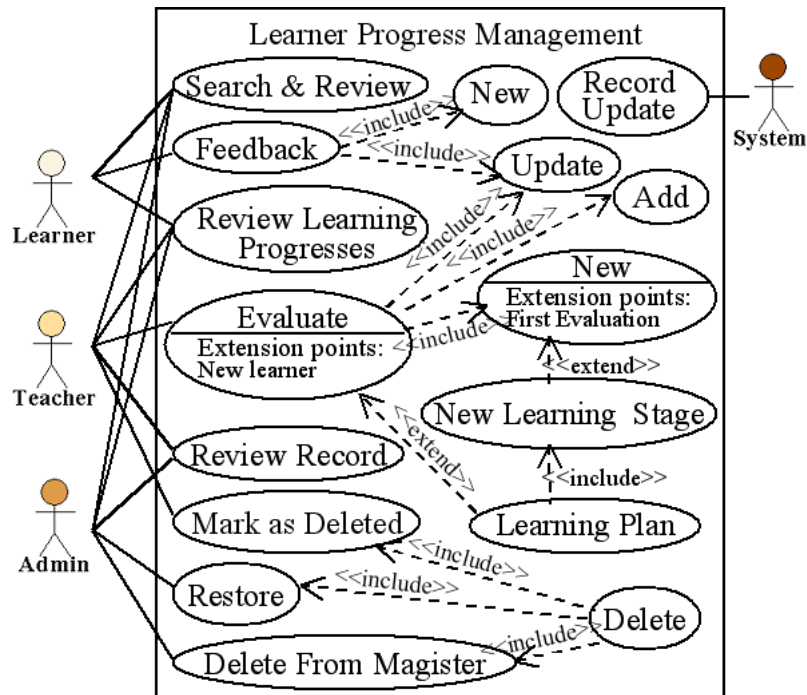 Learner Progress Management
Search & Review
New
Record
Update
System
<<include>>
Feedback
<<include>>
Update
Learner
Add
Review Learning
Progresses
<<include>>
<<include>>
New
Extension points:
First Evaluation
Evaluate
Extension points:
New learner
<<include>>
Teacher
<<extend>>
New Learning Stage
<<extend>>
Review Record
<<include>>
Mark as Deleted
Learning Plan
Admin
<<include>>
<<include>>
Restore
Delete
<<include>>
Delete From Magister